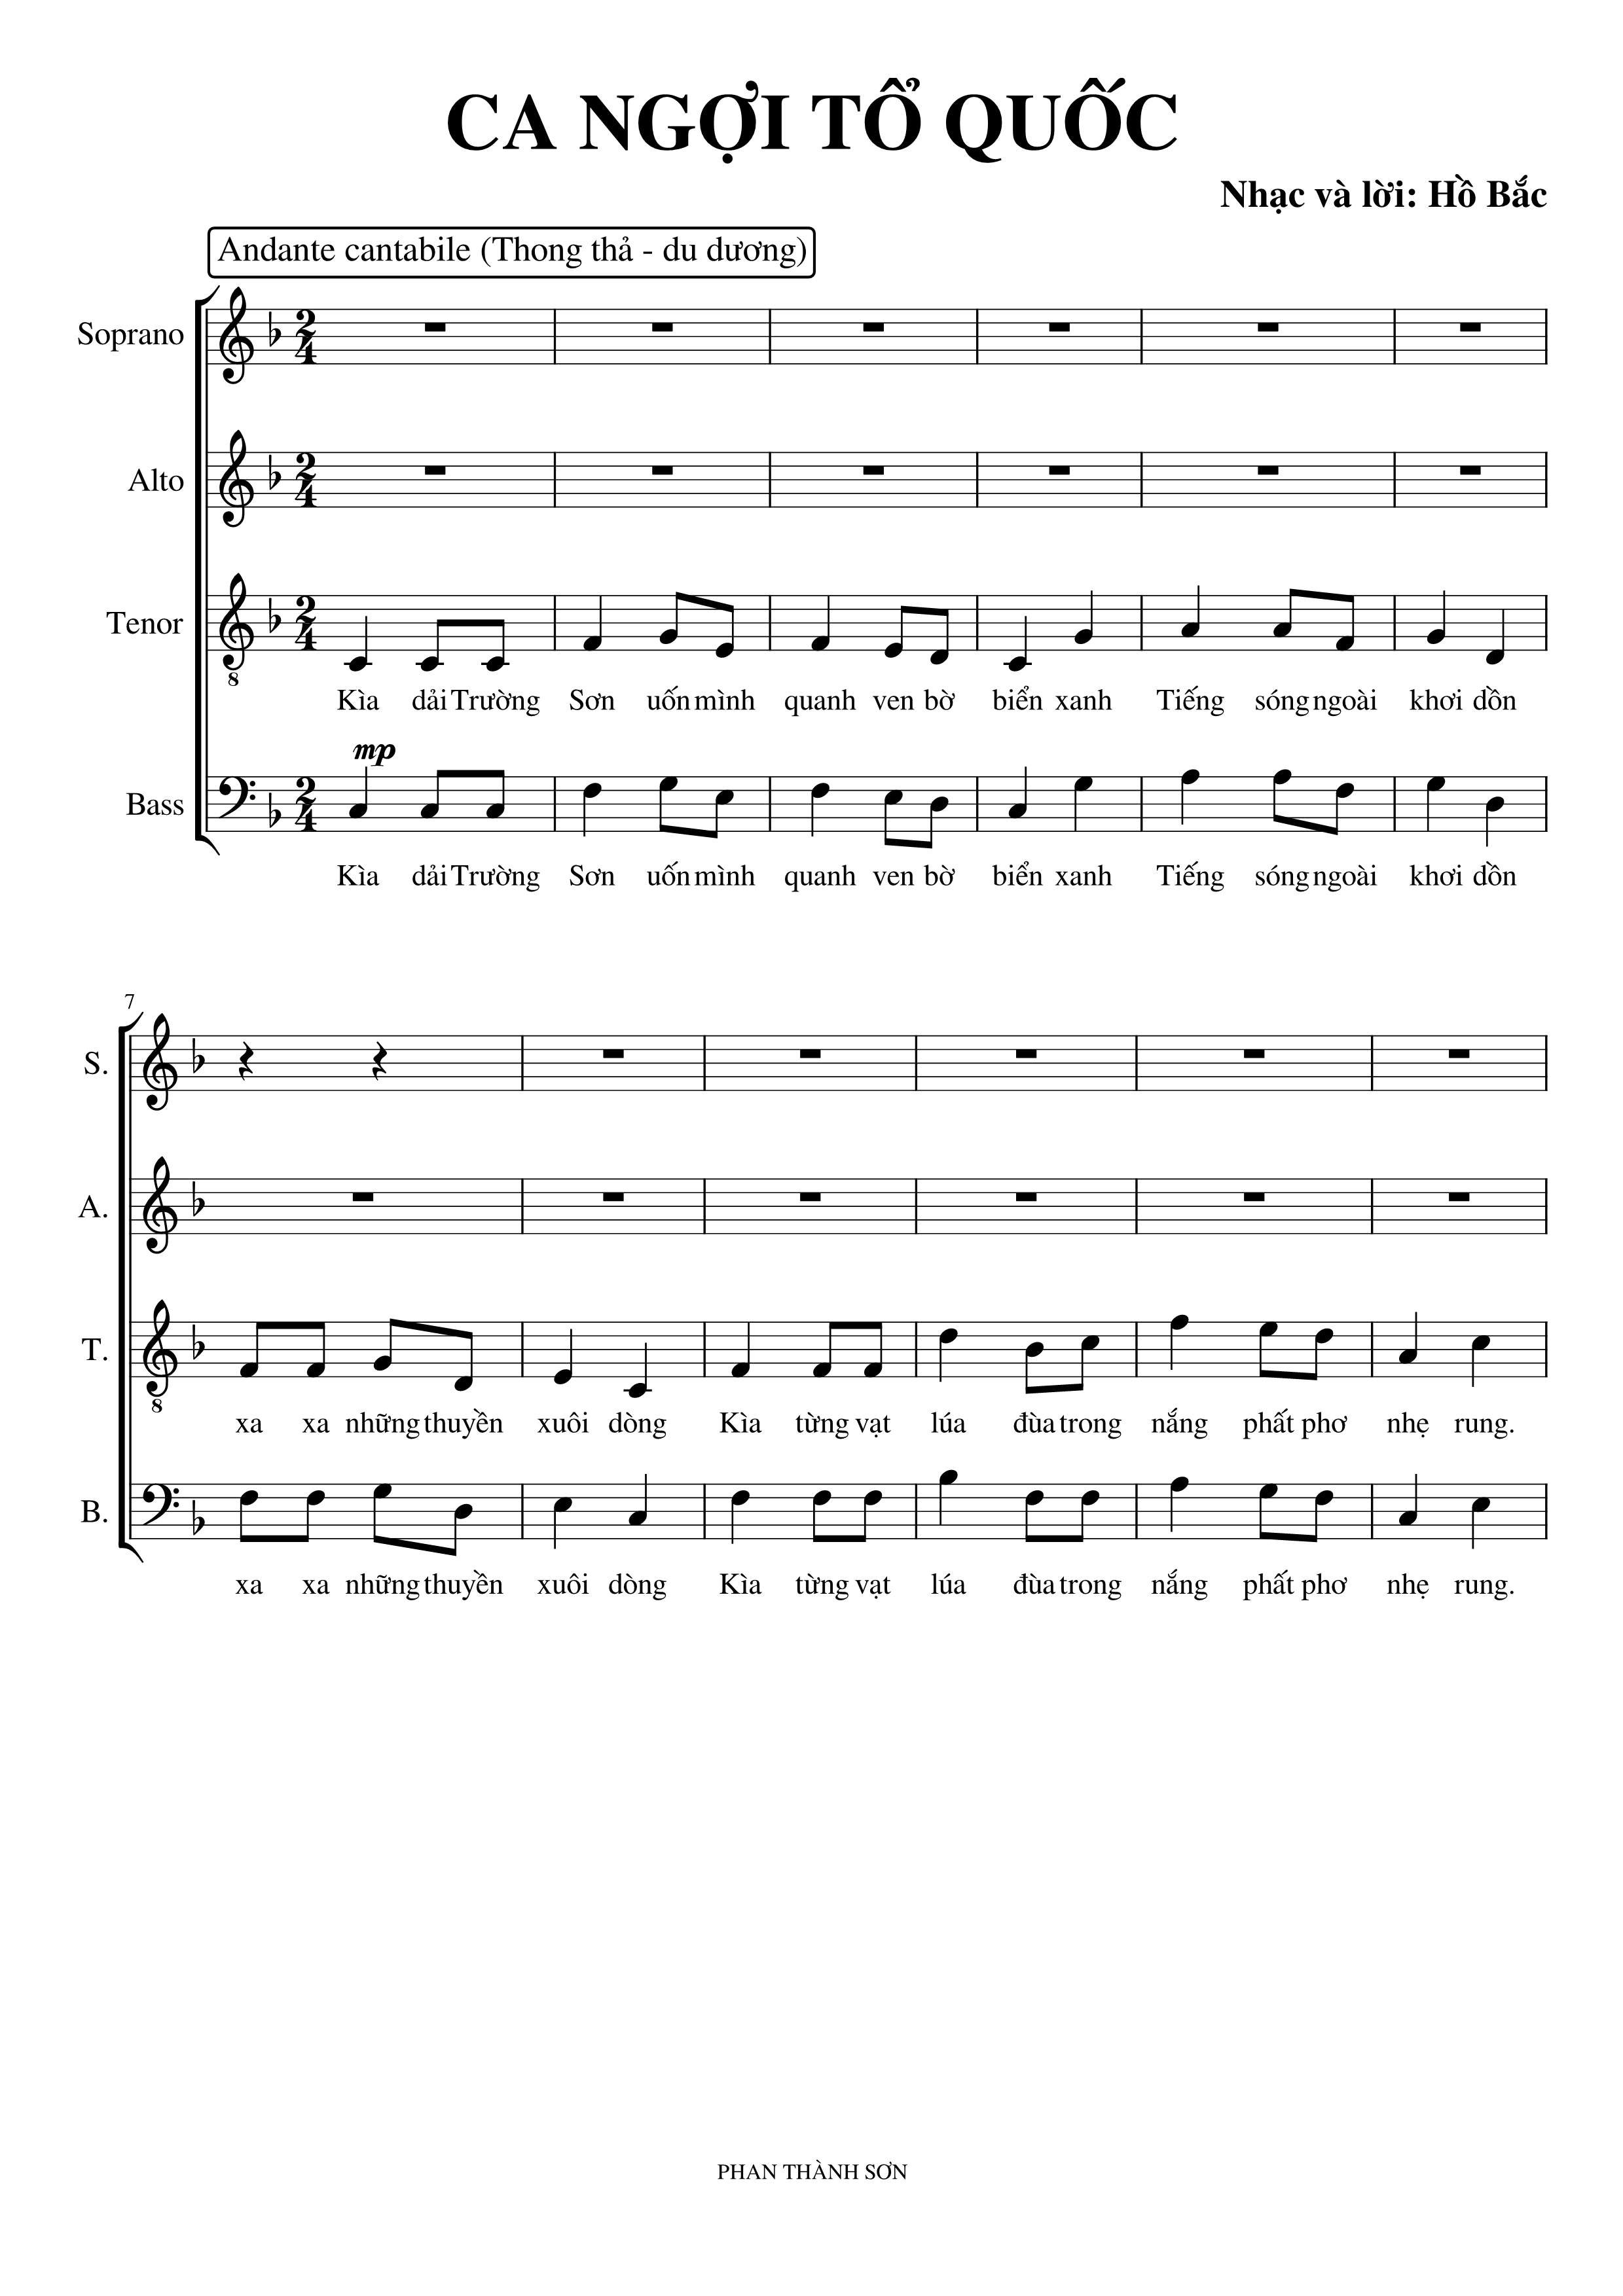 CA NGỢI TỔ QUỐC
Nhạc và lời: Hồ Bắc
Andante cantabile (Thong thả - du dương)
Soprano
Alto
Tenor
8
Kìa dải Trường Sơn uốn mình quanh ven bờ biển xanh Tiếng sóng ngoài khơi dồn
mp
Bass
Kìa dải Trường Sơn uốn mình quanh ven bờ biển xanh Tiếng sóng ngoài khơi dồn
7
S.
A.
T.
8
xa xa những thuyền xuôi dòng Kìa từng vạt lúa đùa trong nắng phất phơ nhẹ rung.
B.
xa xa những thuyền xuôi dòng Kìa từng vạt lúa đùa trong nắng phất phơ nhẹ rung.
PHAN THÀNH SƠN